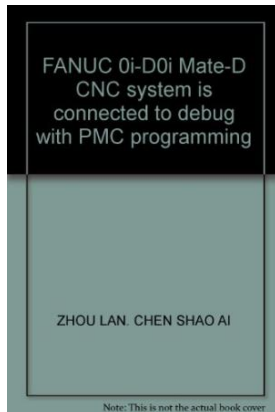 FANUC 0i-D0i Mate-D
CNC system is
connected to debug
with PMC programming
ZHOU LAN. CHEN SHAO AI
Note: This is not the actual book cover